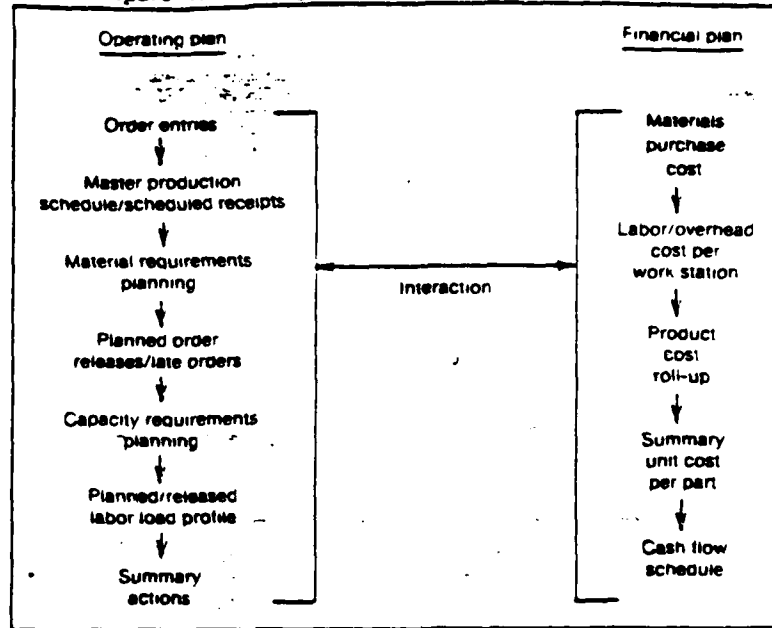 Operating plan
Order entries
Master production
schedule/scheduled receipts
Material requirements
planning
Planned order
releases/late orders
Capacity requirements
planning
Planned/released
labor load profile
Summary
actions
Interaction
Financial plan
Materials
purchase
cost
Labor/overhead
cost per
work station
Product
cost
roll-up
Summary
unit cost
per part
Cash flow
schedule